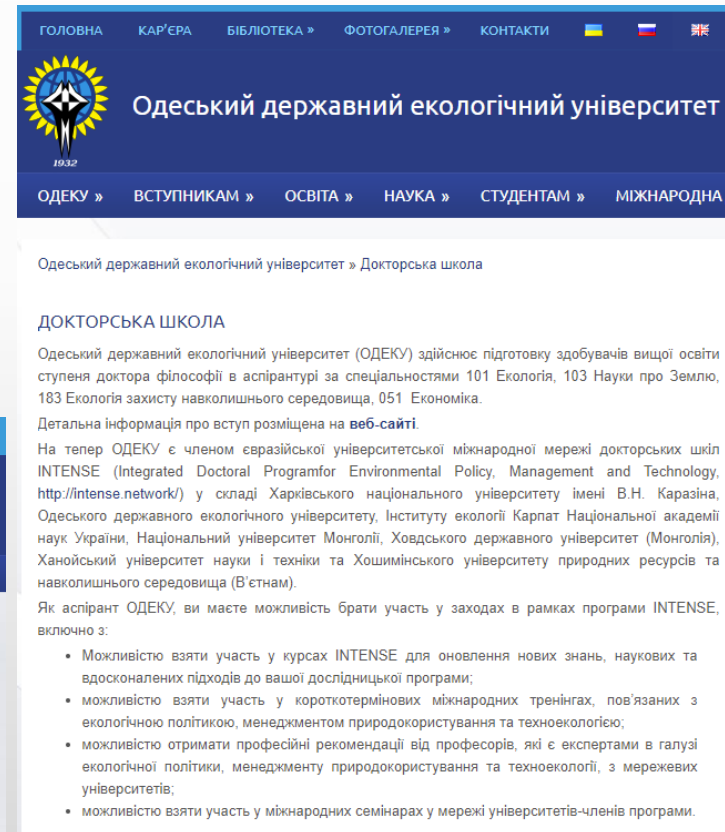 ГОЛОВНА КАР'ЄРА БІБЛІОТЕКА » ФОТОГАЛЕРЕЯ » КОНТАКТИ
Одеський державний екологічний університет
1932
ОДЕКУ » ВСТУПНИКАМ » ОСВІТА » НАУКА » СТУДЕНТАМ » МІЖНАРОДНА
Одеський державний екологічний університет » Докторська школа
ДОКТОРСЬКА ШКОЛА
Одеський державний екологічний університет (ОДЕКУ) здійснює підготовку здобувачів вищої освіти
ступеня доктора філософії в аспірантурі за спеціальностями 101 Екологія, 103 Науки про Землю,
183 Екологія захисту навколишнього середовища, 051 Економіка.
Детальна інформація про вступ розміщена на веб-сайті.
На тепер ОДЕКУ є членом євразійської університетської міжнародної мережі докторських шкіл
INTENSE (Integrated Doctoral Programfor Environmental Policy, Management and Technology,
http://intense.network/) у складі Харківського національного університету імені В.Н. Каразіна,
Одеського державного екологічного університету, Інституту екології Карпат Національної академії
наук України, Національний університет Монголії, Ховдського державного університет (Монголія),
Ханойський університет науки і техніки та Хошимінського університету природних ресурсів та
навколишнього середовища (В'єтнам).
Як аспірант ОДЕКУ, ви маєте можливість брати участь у заходах в рамках програми INTENSE,
включно з:
• Можливістю взяти участь у курсах INTENSE для оновлення нових знань, наукових та
вдосконалених підходів до вашої дослідницької програми;
• можливістю взяти участь у короткотермінових міжнародних тренінгах, пов'язаних з
екологічною політикою, менеджментом природокористування та техноекологією;
• можливістю отримати професійні рекомендації від професорів, які є експертами в галузі
екологічної політики, менеджменту природокористування та техноекології, з мережевих
університетів;
• можливістю взяти участь у міжнародних семінарах у мережі університетів-членів програми.